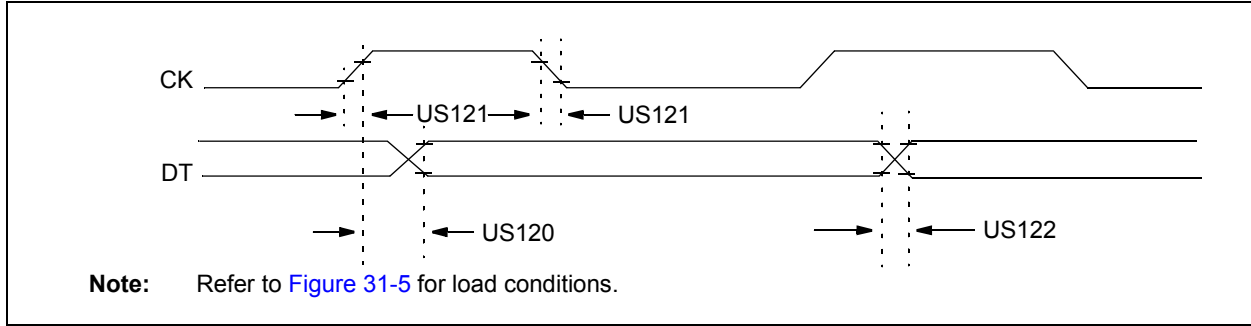 CK
US121 US121
DT
US120 US122
Note: Refer to Figure 31-5 for load conditions.